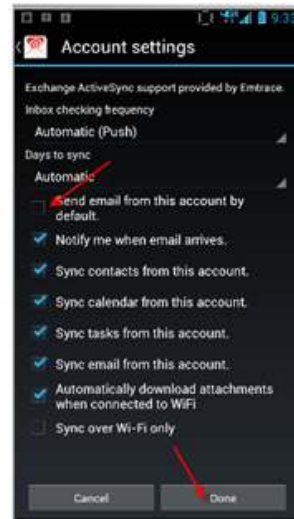 9:33
Account settings
Exchange ActiveSync support provided by Emtrace.
Inbox checking frequency
Automatic (Push)
Days to sync
Automatic
Send email from this account by
default.
Notify me when email arrives.
Sync contacts from this account.
Sync calendar from this account.
Sync tasks from this account.
Sync email from this account.
Automatically download attachments
when connected to WiFi
Sync over Wi-Fi only
Cancel
Done